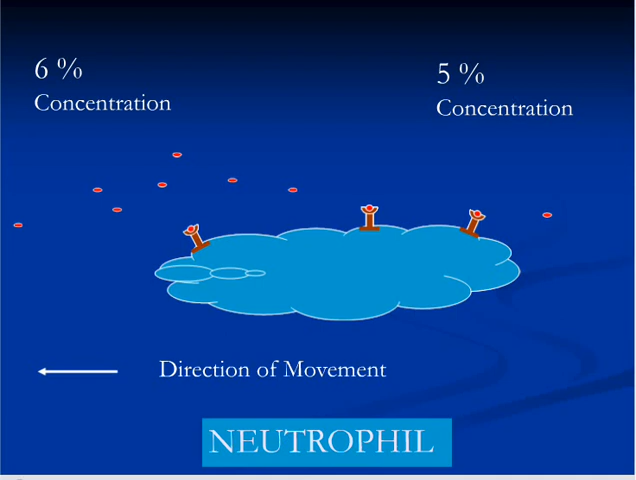 6 %
Concentration
5 %
Concentration
Direction of Movement
NEUTROPHIL